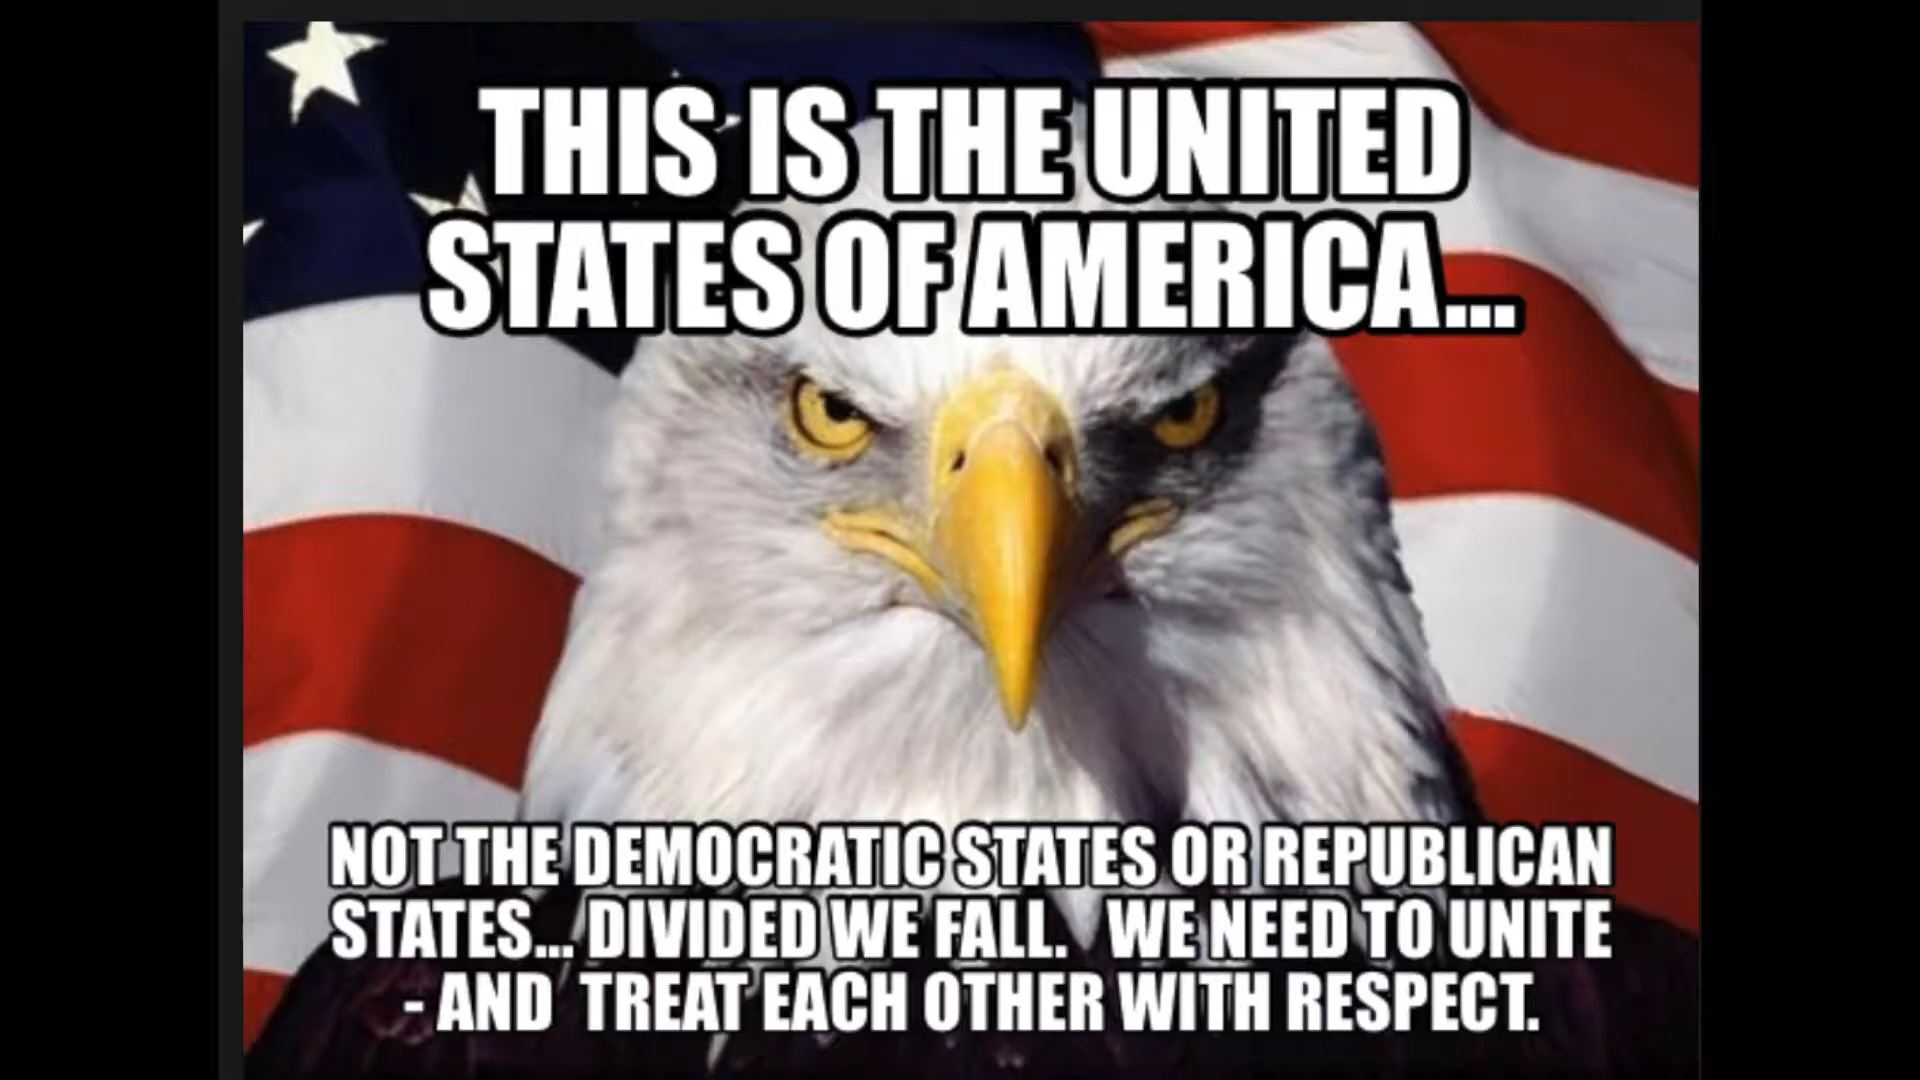 THIS IS THE UNITED
STATES OF AMERICA...
NOT THE DEMOCRATIC STATES OR REPUBLICAN
STATES... DIVIDED WE FALL. WE NEED TO UNITE
- AND TREAT EACH OTHER WITH RESPECT.